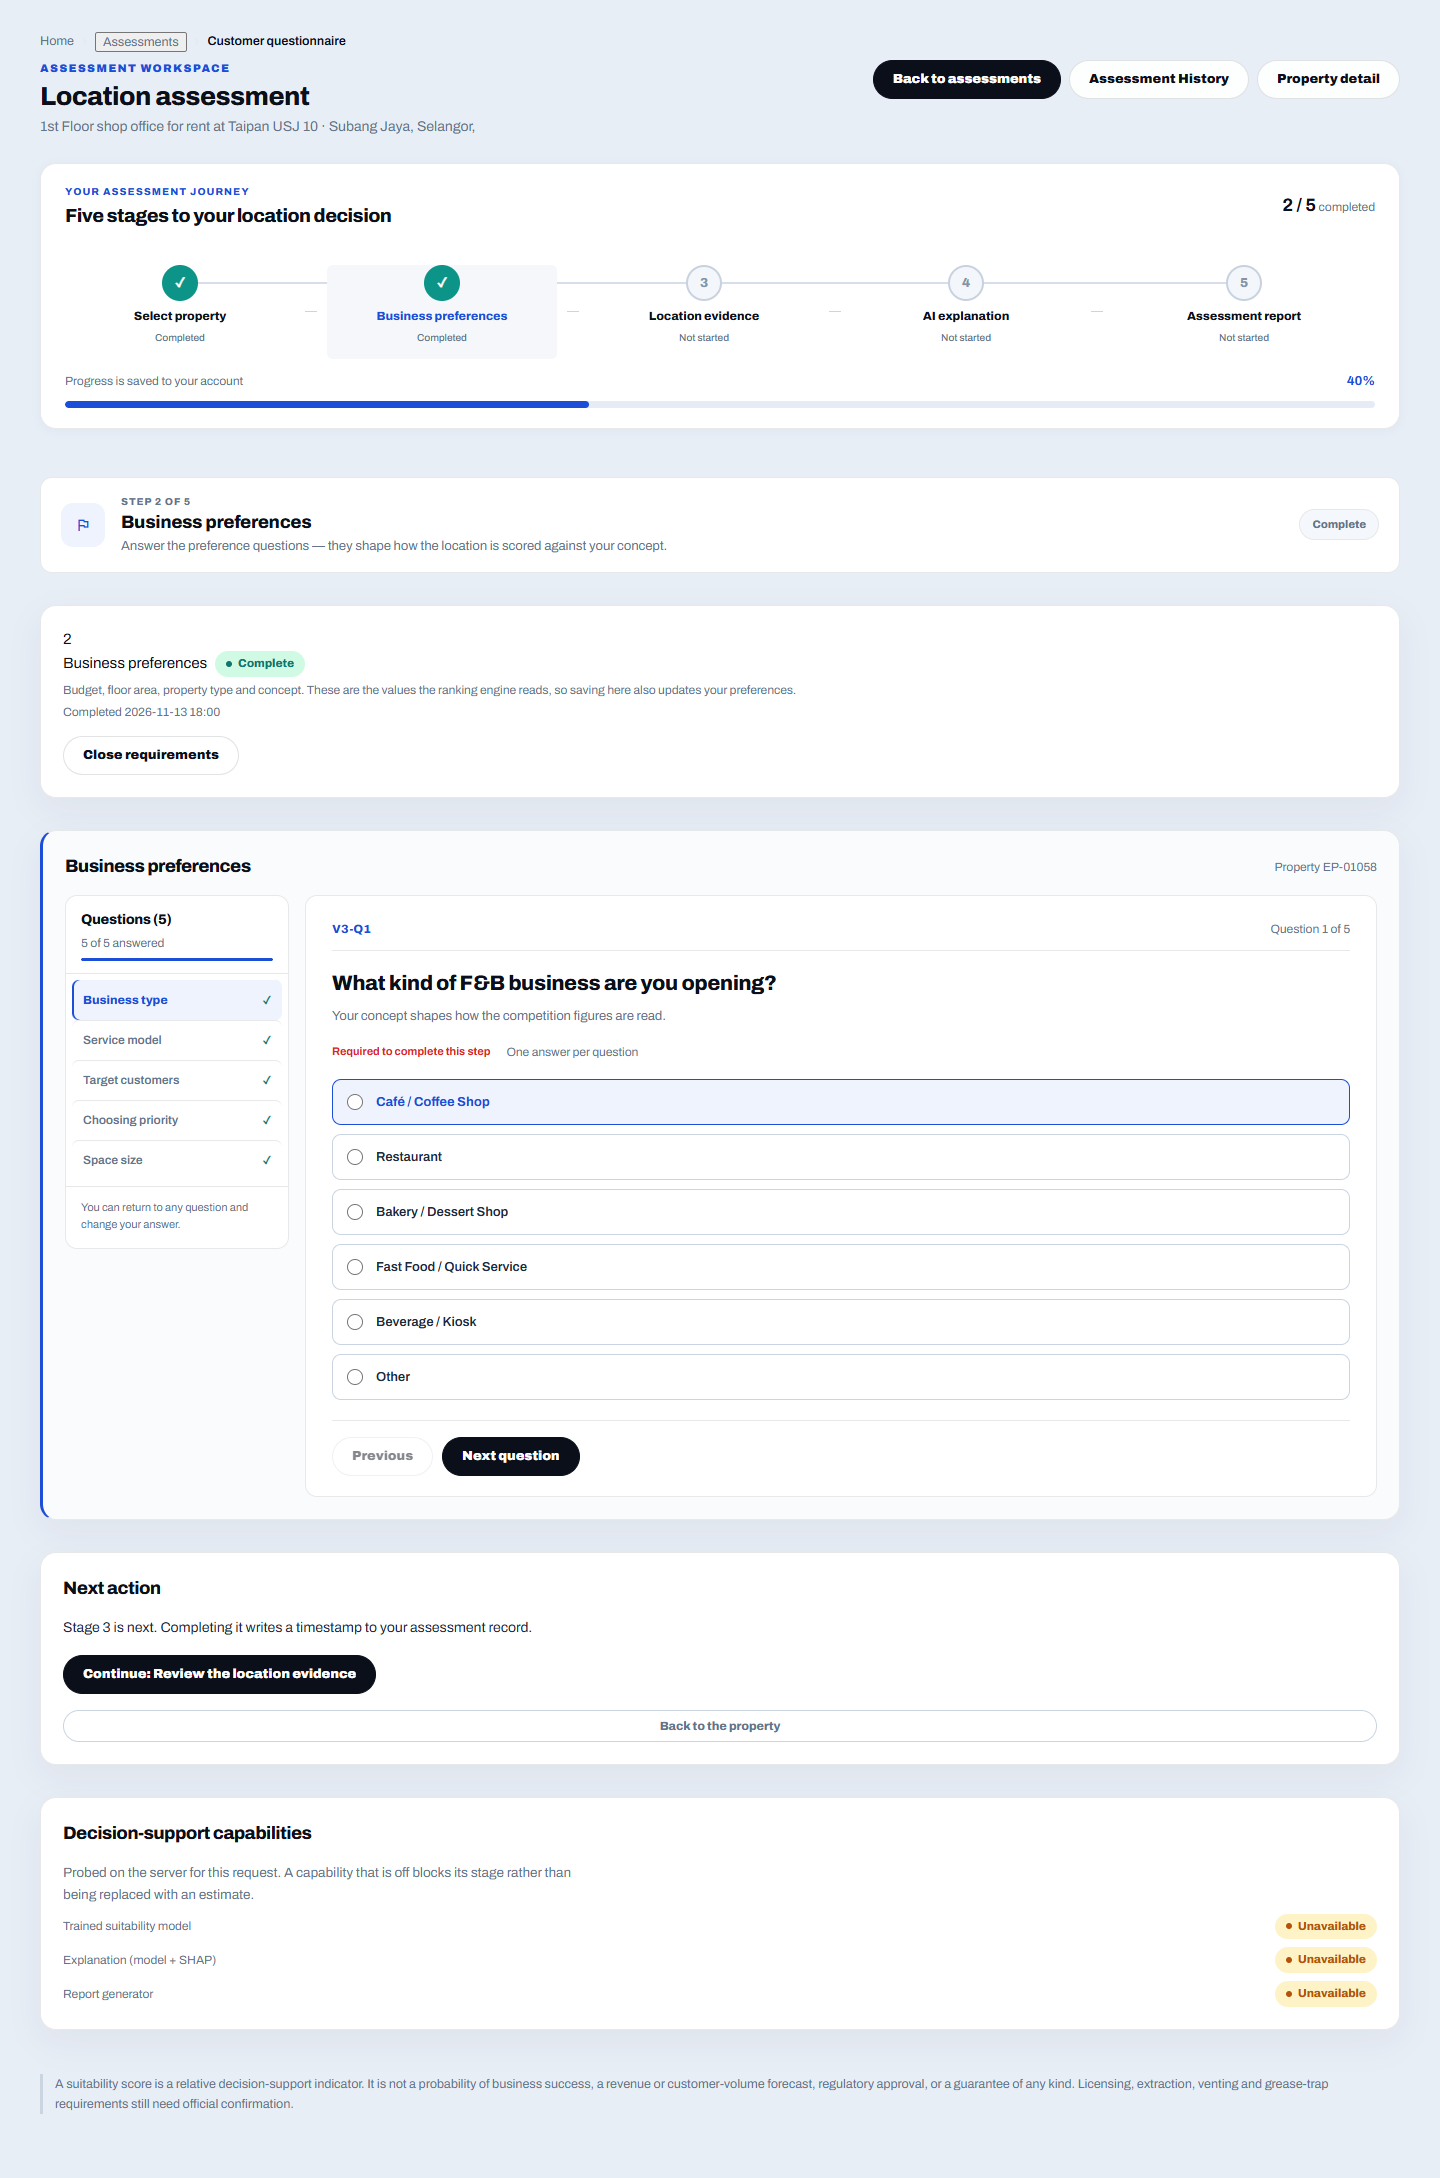 Home
Assessments
Customer questionnaire
ASSESSMENT WORKSPACE
Location assessment
1st Floor shop office for rent at Taipan USJ 10 · Subang Jaya, Selangor,
Back to assessments
Assessment History
Property detail
YOUR ASSESSMENT JOURNEY
Five stages to your location decision
2 / 5 completed
✓
Select property
Completed
—
✓
Business preferences
Completed
—
3
Location evidence
Not started
—
4
AI explanation
Not started
—
5
Assessment report
Not started
Progress is saved to your account
40%
STEP 2 OF 5
Business preferences
Answer the preference questions — they shape how the location is scored against your concept.
Complete
2
Business preferences
Complete
Budget, floor area, property type and concept. These are the values the ranking engine reads, so saving here also updates your preferences.
Completed 2026-11-13 18:00
Close requirements
Business preferences
Property EP-01058
Questions (5)
5 of 5 answered
Business type ✓
Service model ✓
Target customers ✓
Choosing priority ✓
Space size ✓
You can return to any question and
change your answer.
V3-Q1
Question 1 of 5
What kind of F&B business are you opening?
Your concept shapes how the competition figures are read.
Required to complete this step
One answer per question
Café / Coffee Shop
Restaurant
Bakery / Dessert Shop
Fast Food / Quick Service
Beverage / Kiosk
Other
Previous
Next question
Next action
Stage 3 is next. Completing it writes a timestamp to your assessment record.
Continue: Review the location evidence
Back to the property
Decision-support capabilities
Probed on the server for this request. A capability that is off blocks its stage rather than
being replaced with an estimate.
Trained suitability model
Unavailable
Explanation (model + SHAP)
Unavailable
Report generator
Unavailable
A suitability score is a relative decision-support indicator. It is not a probability of business success, a revenue or customer-volume forecast, regulatory approval, or a guarantee of any kind. Licensing, extraction, venting and grease-trap
requirements still need official confirmation.